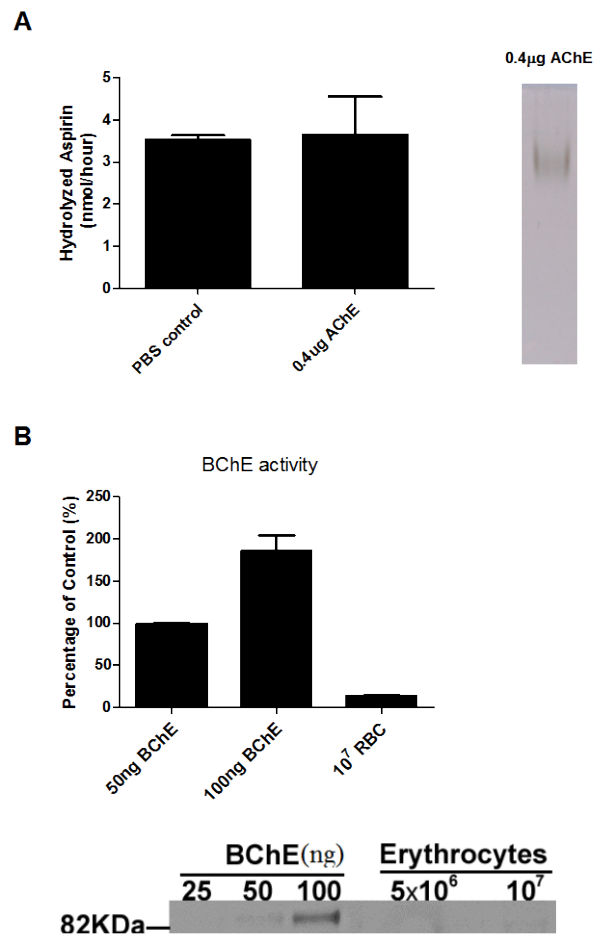 A
0.4µg AChE
Hydrolyzed Aspirin
(nmol/hour)
5
4
3
2
1
0
PBS control
0.4ug AChE
B
BChE activity
Percentage of Control (%)
250
200
150
100
50
0
50ng BChE
100ng BChE
10⁷ RBC
BChE(ng)
Erythrocytes
25 50 100 5x10⁶ 10⁷
82KDa